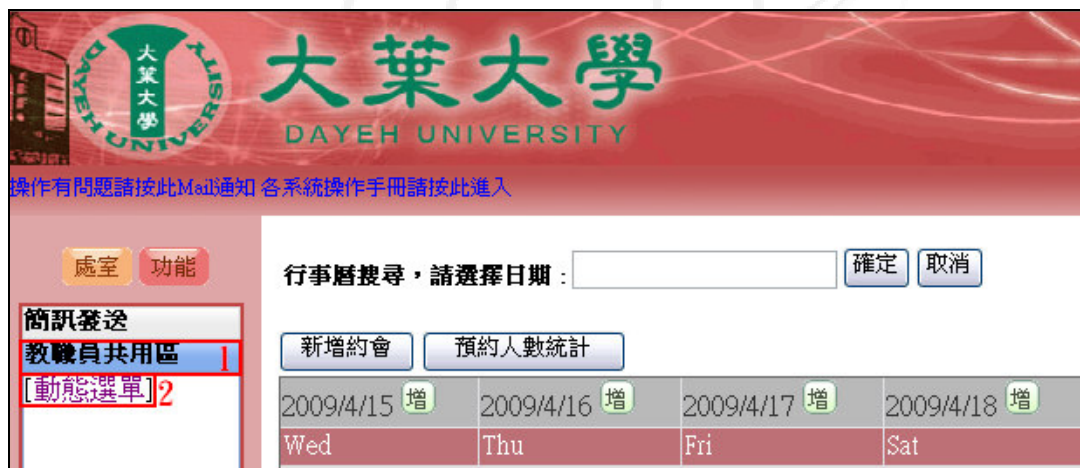 大葉大學
DAYEH UNIVERSITY
大葉大學
DAYEH UNIVERSITY
操作有問題請按此Mail通知 各系統操作手冊請按此進入
處室 功能
行事曆搜尋，請選擇日期 : 確定 取消
簡訊發送
教職員共用區 1
[動態選單] 2
新增約會 預約人數統計
2009/4/15 增 2009/4/16 增 2009/4/17 增 2009/4/18 增
Wed Thu Fri Sat